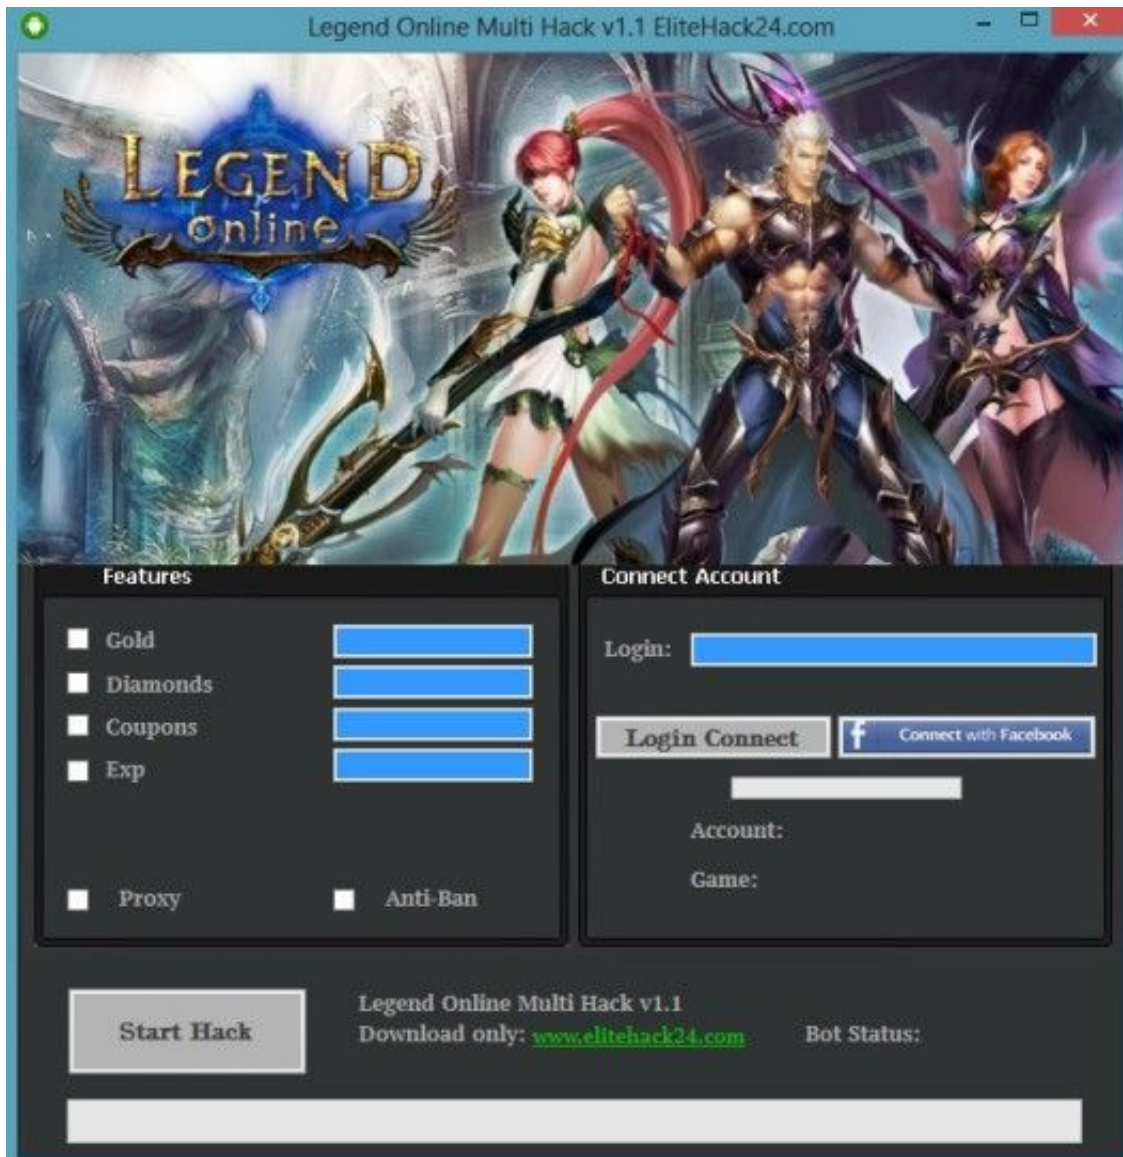 Legend Online Multi Hack v1.1 EliteHack24.com
LEGEND
Online
Features
Gold
Diamonds
Coupons
Exp
Proxy
Anti-Ban
Connect Account
Login:
Login Connect
f Connect with Facebook
Account:
Game:
Start Hack
Legend Online Multi Hack v1.1
Download only: www.elitehack24.com
Bot Status: